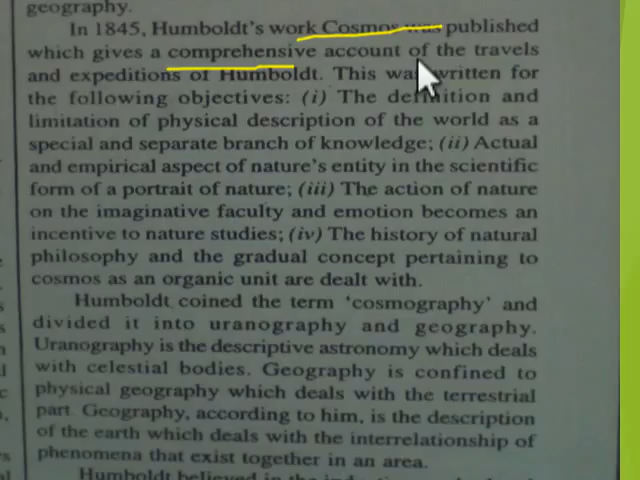 geography.
In 1845, Humboldt's work Cosmos was published
which gives a comprehensive account of the travels
and expeditions of Humboldt. This was written for
the following objectives: (i) The definition and
limitation of physical description of the world as a
special and separate branch of knowledge; (ii) Actual
and empirical aspect of nature's entity in the scientific
form of a portrait of nature; (iii) The action of nature
on the imaginative faculty and emotion becomes an
incentive to nature studies; (iv) The history of natural
philosophy and the gradual concept pertaining to
cosmos as an organic unit are dealt with.
Humboldt coined the term 'cosmography' and
divided it into uranography and geography.
Uranography is the descriptive astronomy which deals
with celestial bodies. Geography is confined to
physical geography which deals with the terrestrial
part. Geography, according to him, is the description
of the earth which deals with the interrelationship of
phenomena that exist together in an area.
Humboldt believed in the